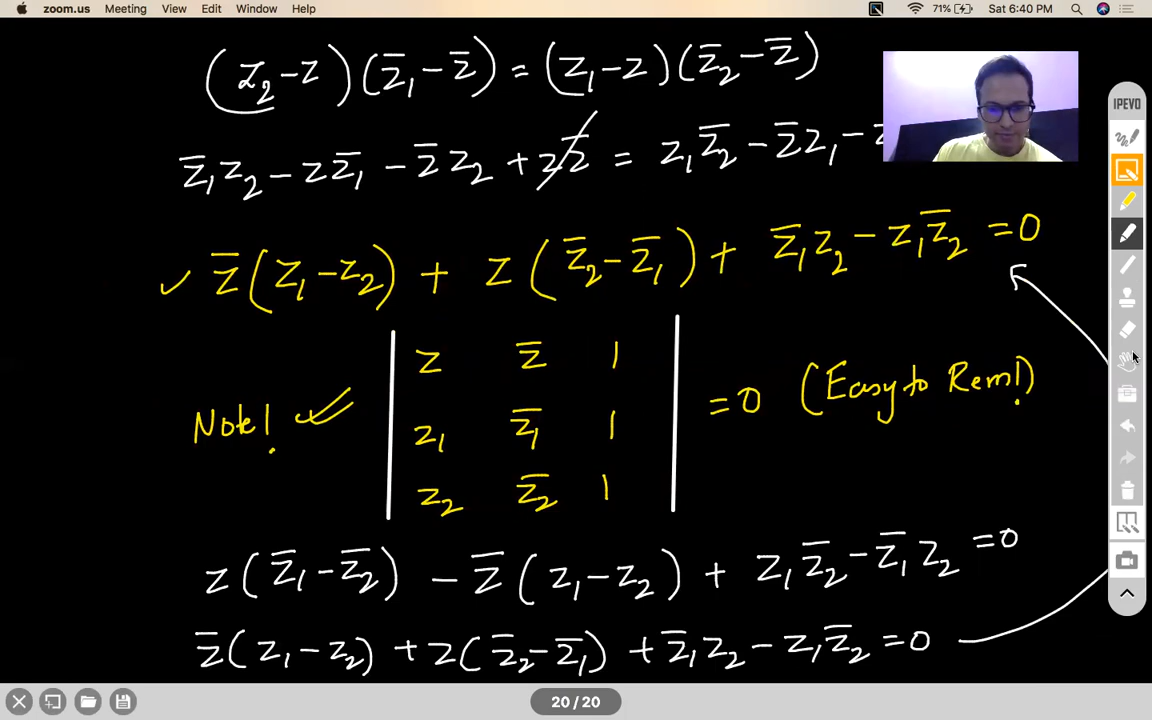 zoom.us Meeting View Edit Window Help 71% Sat 6:40 PM
(z₂-z)(z̅₁-z̅)=(z₁-z)(z̅₂-z̅)
IPEVO
z̅₁z₂-zz̅₁-z̅z₂+zz̅=z₁z̅₂-z̅z₁-
✓ z̅(z₁-z₂)+z(z̅₂-z̅₁)+z̅₁z₂-z₁z̅₂=0
z z̅ 1
Note! ✓ z₁ z̅₁ 1 =0 (Easy to Rem!)
z₂ z̅₂ 1
z(z̅₁-z̅₂)-z̅(z₁-z₂)+z₁z̅₂-z̅₁z₂=0
z̅(z₁-z₂)+z(z̅₂-z̅₁)+z̅₁z₂-z₁z̅₂=0
20/20